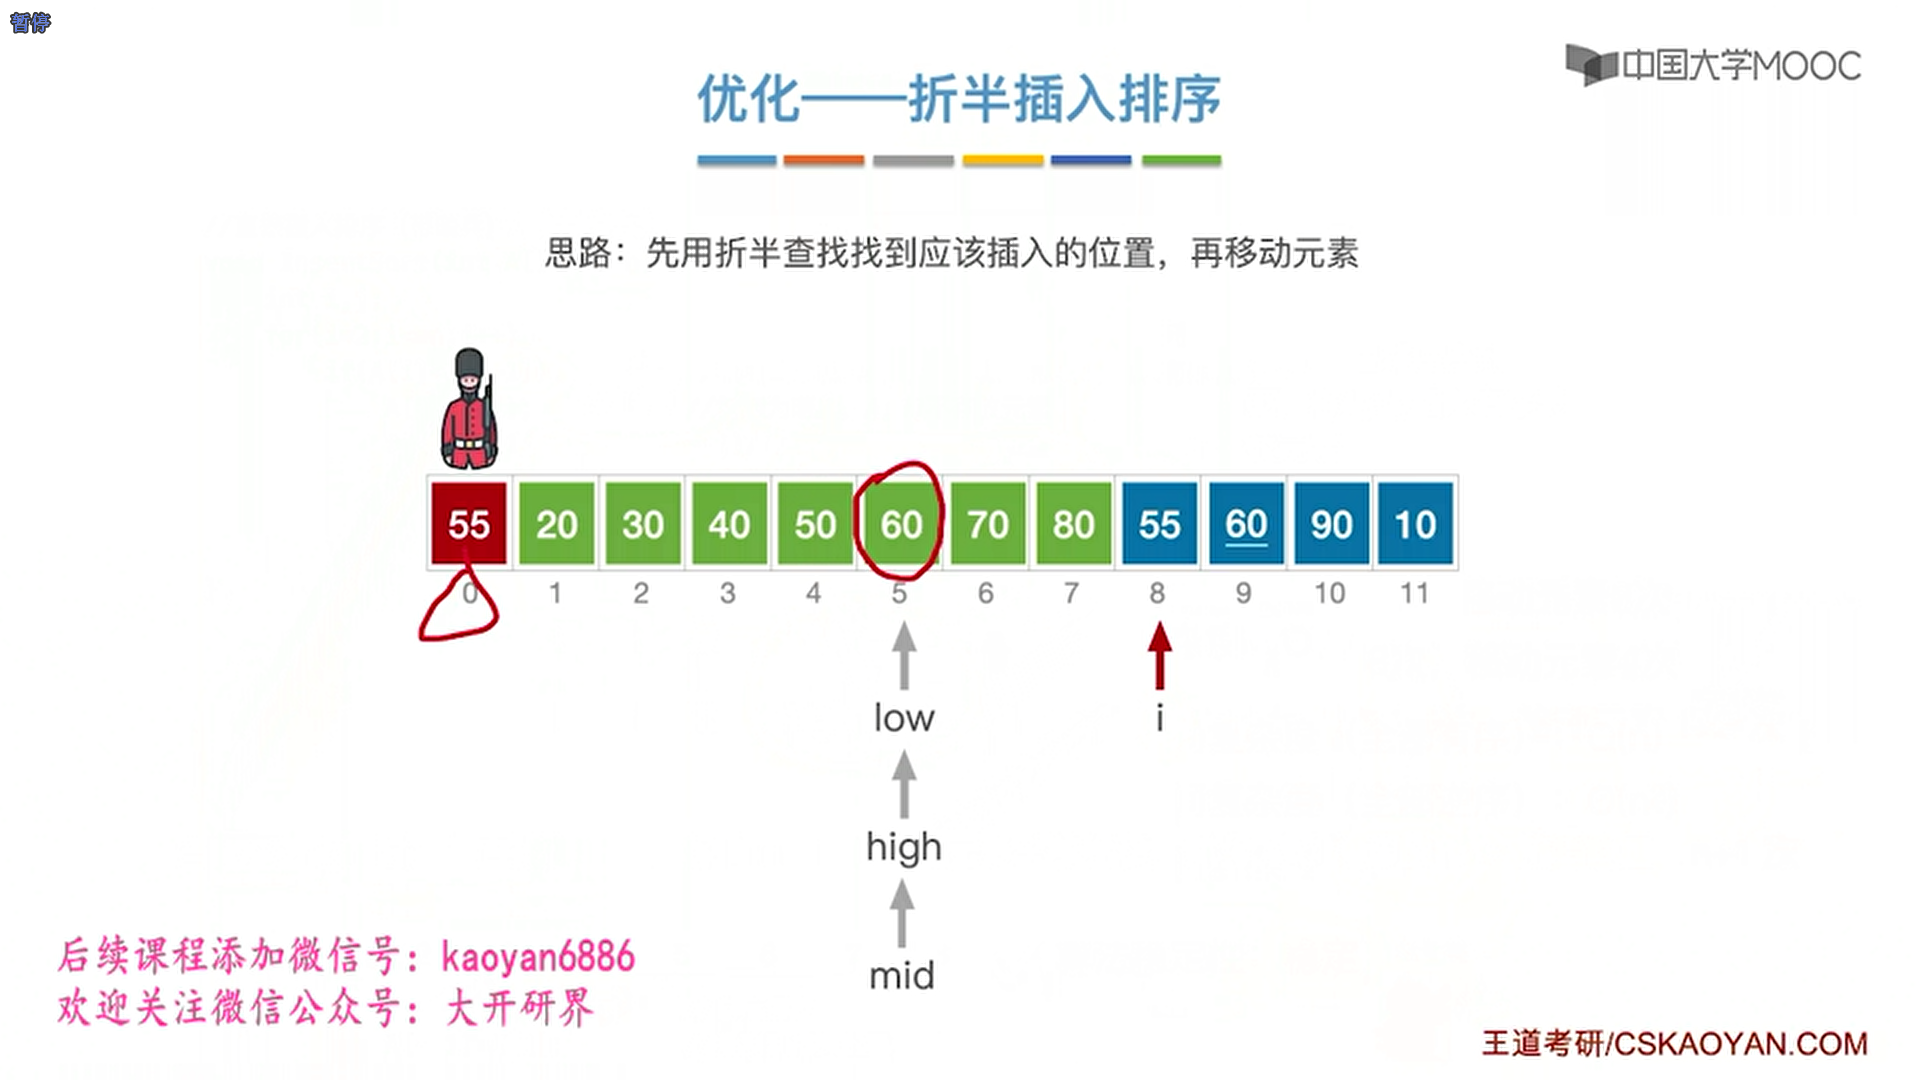 暂停
中国大学MOOC
优化——折半插入排序
思路：先用折半查找找到应该插入的位置，再移动元素
55 20 30 40 50 60 70 80 55 60 90 10
0 1 2 3 4 5 6 7 8 9 10 11
low i
high
mid
后续课程添加微信号：kaoyan6886
欢迎关注微信公众号：大开研界
王道考研/CSKAOYAN.COM